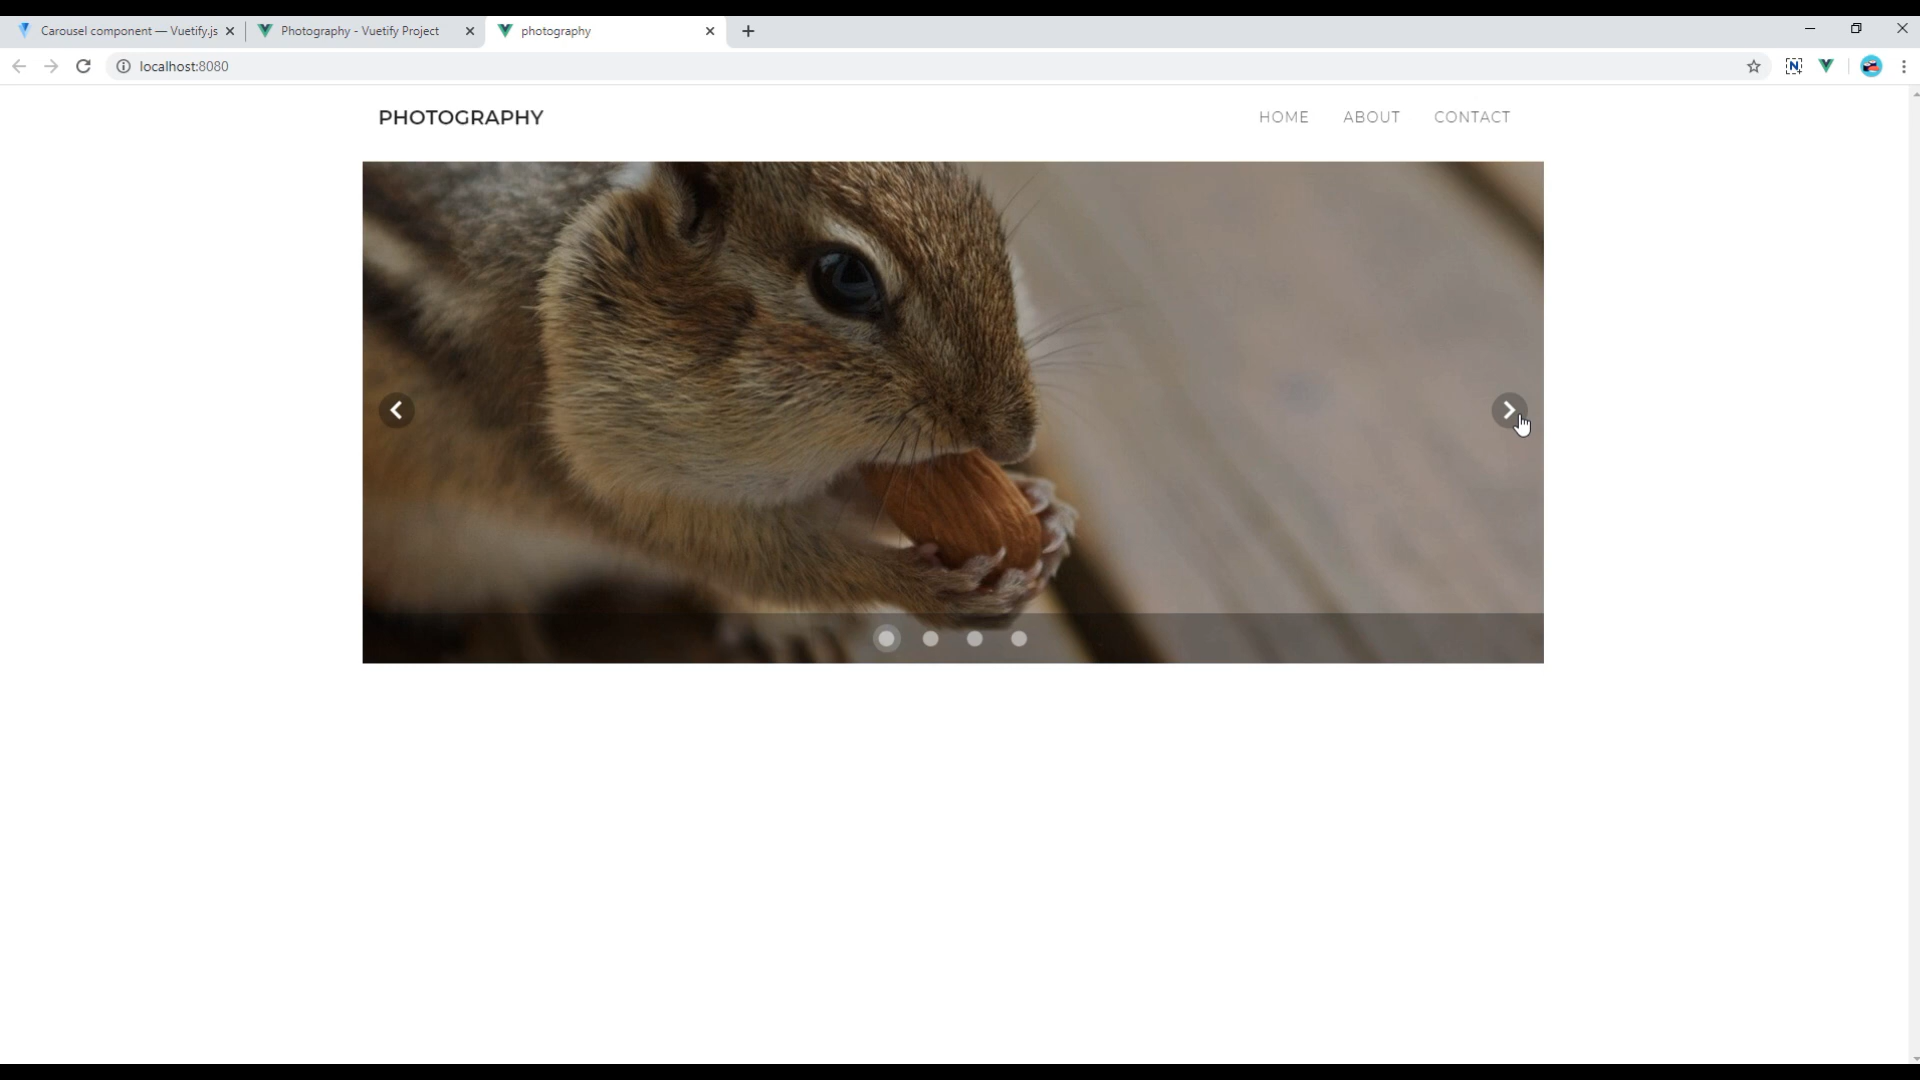 Carousel component — Vuetify.js
Photography - Vuetify Project
photography
localhost:8080
N
PHOTOGRAPHY
HOME
ABOUT
CONTACT